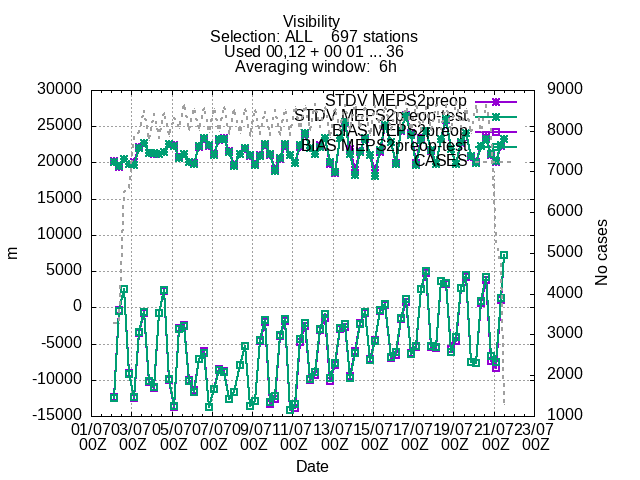 Visibility
Selection: ALL    697 stations
Used 00,12 + 00 01 ... 36
Averaging window:  6h
STDV MEPS2preop
STDV MEPS2preop-test
BIAS MEPS2preop
BIAS MEPS2preop-test
CASES
30000
25000
20000
15000
10000
5000
0
-5000
-10000
-15000
m
9000
8000
7000
6000
5000
4000
3000
2000
1000
No cases
01/07 03/07 05/07 07/07 09/07 11/07 13/07 15/07 17/07 19/07 21/07 23/07
00Z 00Z 00Z 00Z 00Z 00Z 00Z 00Z 00Z 00Z 00Z 00Z
Date